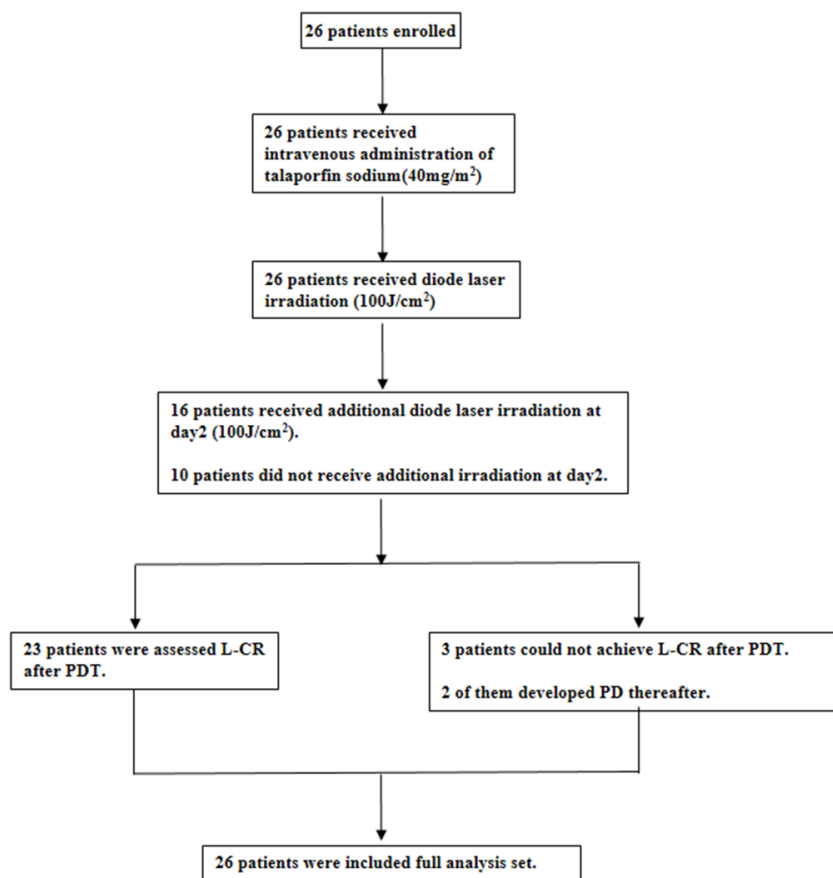 26 patients enrolled
26 patients received
intravenous administration of
talaporfin sodium(40mg/m²)
26 patients received diode laser
irradiation (100J/cm²)
16 patients received additional diode laser irradiation at
day2 (100J/cm²).
10 patients did not receive additional irradiation at day2.
23 patients were assessed L-CR
after PDT.
3 patients could not achieve L-CR after PDT.
2 of them developed PD thereafter.
26 patients were included full analysis set.